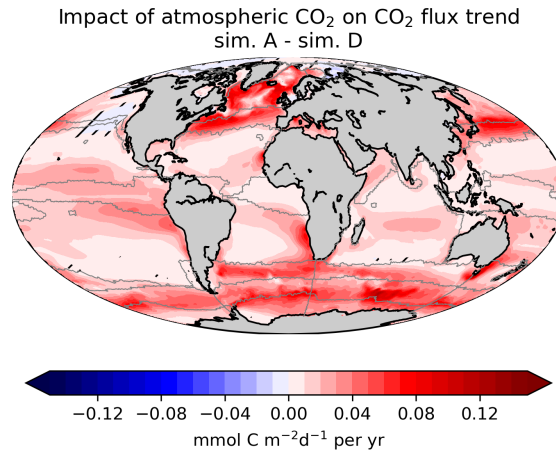 Impact of atmospheric CO₂ on CO₂ flux trend
sim. A - sim. D
−0.12 −0.08 −0.04 0.00 0.04 0.08 0.12
mmol C m⁻²d⁻¹ per yr